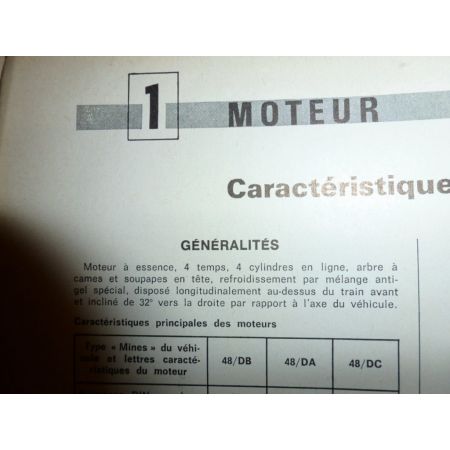 1 MOTEUR
Caractéristique
GÉNÉRALITÉS
Moteur à essence, 4 temps, 4 cylindres en ligne, arbre à
cames et soupapes en tête, refroidissement par mélange anti-
gel spécial, disposé longitudinalement au-dessus du train avant
et incliné de 32° vers la droite par rapport à l'axe du véhicule.
Caractéristiques principales des moteurs
Type « Mines » du véhi-
cule et lettres caracté-
ristiques du moteur
48/DB 48/DA 48/DC